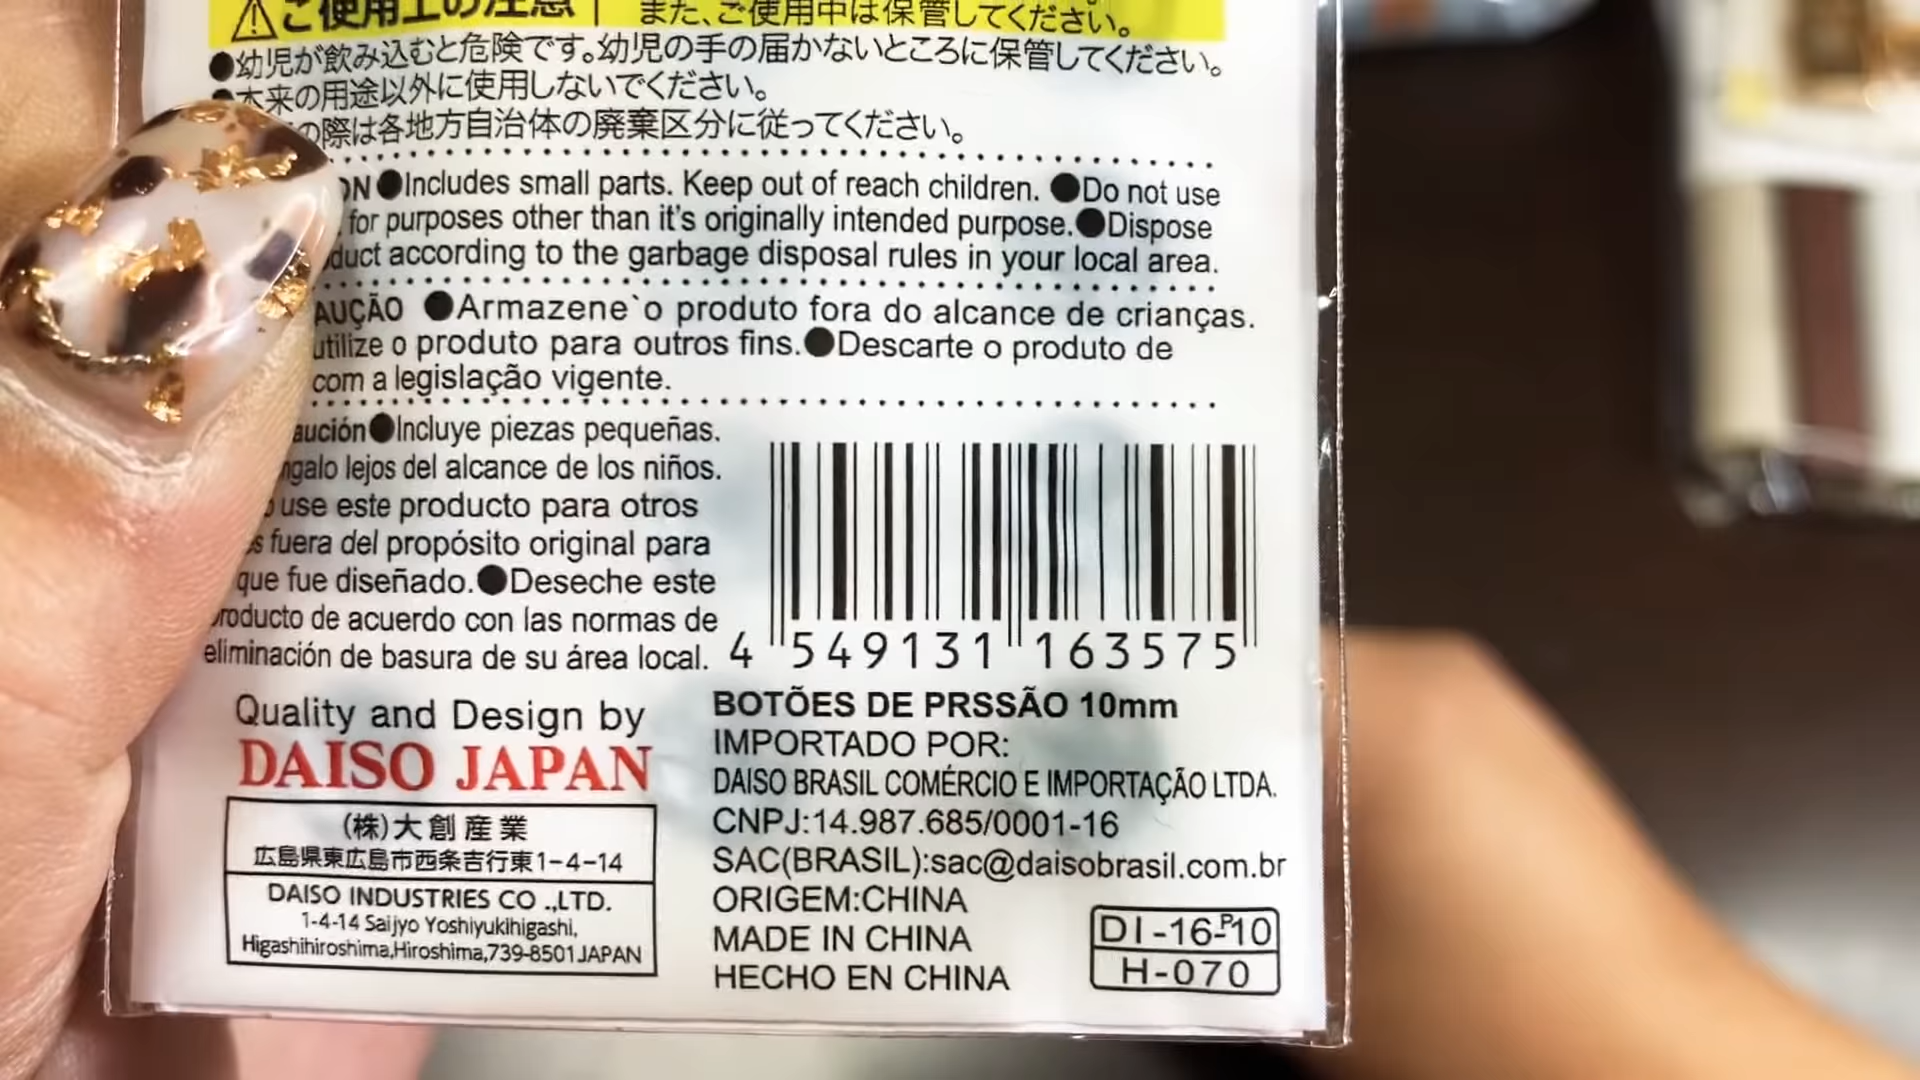 ご使用上の注意
また、ご使用中は保管してください。
●幼児が飲み込むと危険です。幼児の手の届かないところに保管してください。
●本来の用途以外に使用しないでください。
の際は各地方自治体の廃棄区分に従ってください。
ON ●Includes small parts. Keep out of reach children. ●Do not use
for purposes other than it's originally intended purpose.●Dispose
duct according to the garbage disposal rules in your local area.
AUÇÃO ●Armazene`o produto fora do alcance de crianças.
utilize o produto para outros fins.●Descarte o produto de
com a legislação vigente.
aución●Incluye piezas pequeñas.
ngalo lejos del alcance de los niños.
use este producto para otros
s fuera del propósito original para
que fue diseñado.●Deseche este
roducto de acuerdo con las normas de
eliminación de basura de su área local.
4 549131 163575
Quality and Design by
DAISO JAPAN
(株)大創産業
広島県東広島市西条吉行東1-4-14
DAISO INDUSTRIES CO .,LTD.
1-4-14 Saijyo Yoshiyukihigashi,
Higashihiroshima,Hiroshima,739-8501 JAPAN
BOTÕES DE PRSSÃO 10mm
IMPORTADO POR:
DAISO BRASIL COMÉRCIO E IMPORTAÇÃO LTDA.
CNPJ:14.987.685/0001-16
SAC(BRASIL):sac@daisobrasil.com.br
ORIGEM:CHINA
MADE IN CHINA
HECHO EN CHINA
DI-16-P10
H-070